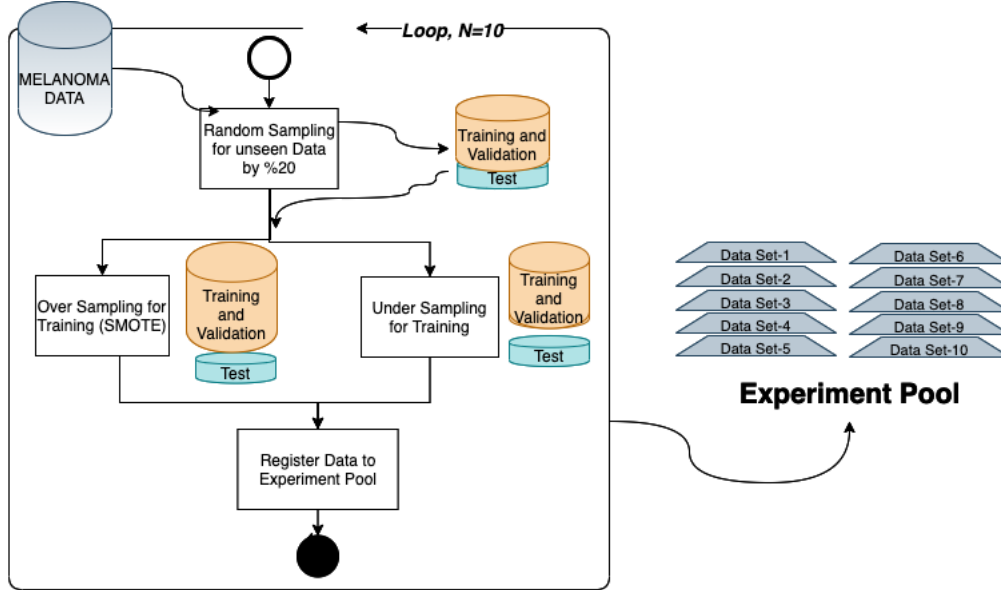 Loop, N=10
MELANOMA
DATA
Random Sampling
for unseen Data
by %20
Training and
Validation
Test
Over Sampling for
Training (SMOTE)
Training
and
Validation
Test
Under Sampling
for Training
Training
and
Validation
Test
Register Data to
Experiment Pool
Data Set-1
Data Set-2
Data Set-3
Data Set-4
Data Set-5
Data Set-6
Data Set-7
Data Set-8
Data Set-9
Data Set-10
Experiment Pool